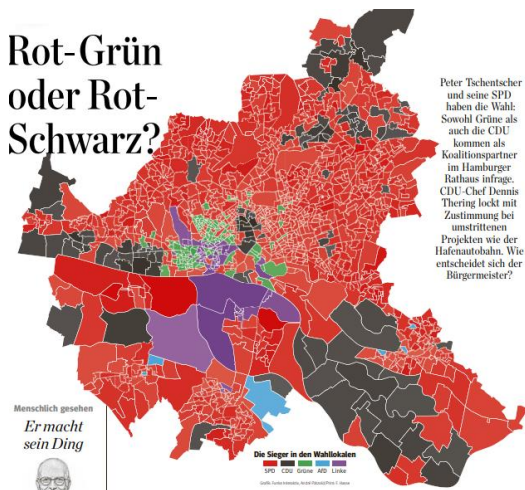 Rot-Grün
oder Rot-
Schwarz?
Peter Tschentscher
und seine SPD
haben die Wahl:
Sowohl Grüne als
auch die CDU
kommen als
Koalitionspartner
im Hamburger
Rathaus infrage.
CDU-Chef Dennis
Thering lockt mit
Zustimmung bei
umstrittenen
Projekten wie der
Hafenautobahn. Wie
entscheidet sich der
Bürgermeister?
Menschlich gesehen
Er macht
sein Ding
Die Sieger in den Wahllokalen
SPD CDU Grüne AfD Linke